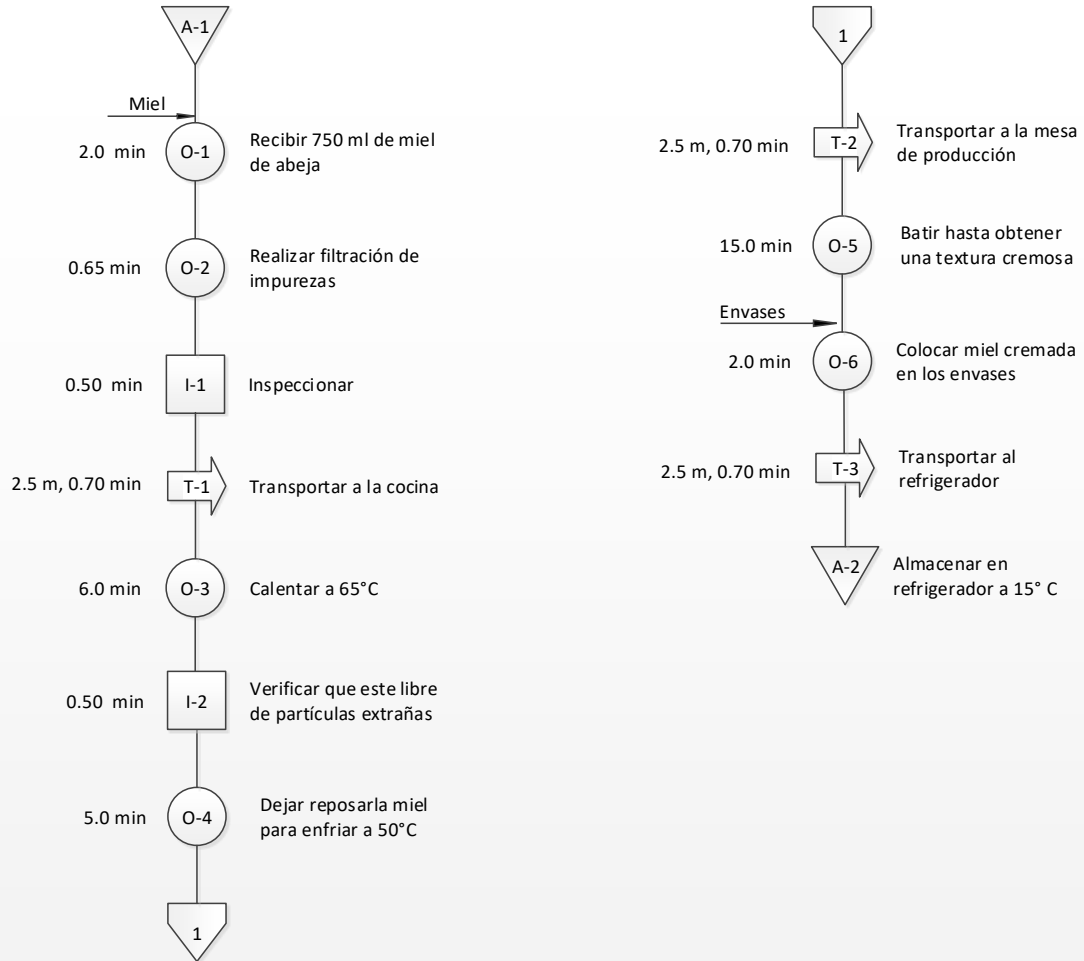 A-1
Miel
2.0 min
O-1
Recibir 750 ml de miel
de abeja
0.65 min
O-2
Realizar filtración de
impurezas
0.50 min
I-1
Inspeccionar
2.5 m, 0.70 min
T-1
Transportar a la cocina
6.0 min
O-3
Calentar a 65°C
0.50 min
I-2
Verificar que este libre
de partículas extrañas
5.0 min
O-4
Dejar reposarla miel
para enfriar a 50°C
1
1
2.5 m, 0.70 min
T-2
Transportar a la mesa
de producción
15.0 min
O-5
Batir hasta obtener
una textura cremosa
Envases
2.0 min
O-6
Colocar miel cremada
en los envases
2.5 m, 0.70 min
T-3
Transportar al
refrigerador
A-2
Almacenar en
refrigerador a 15° C